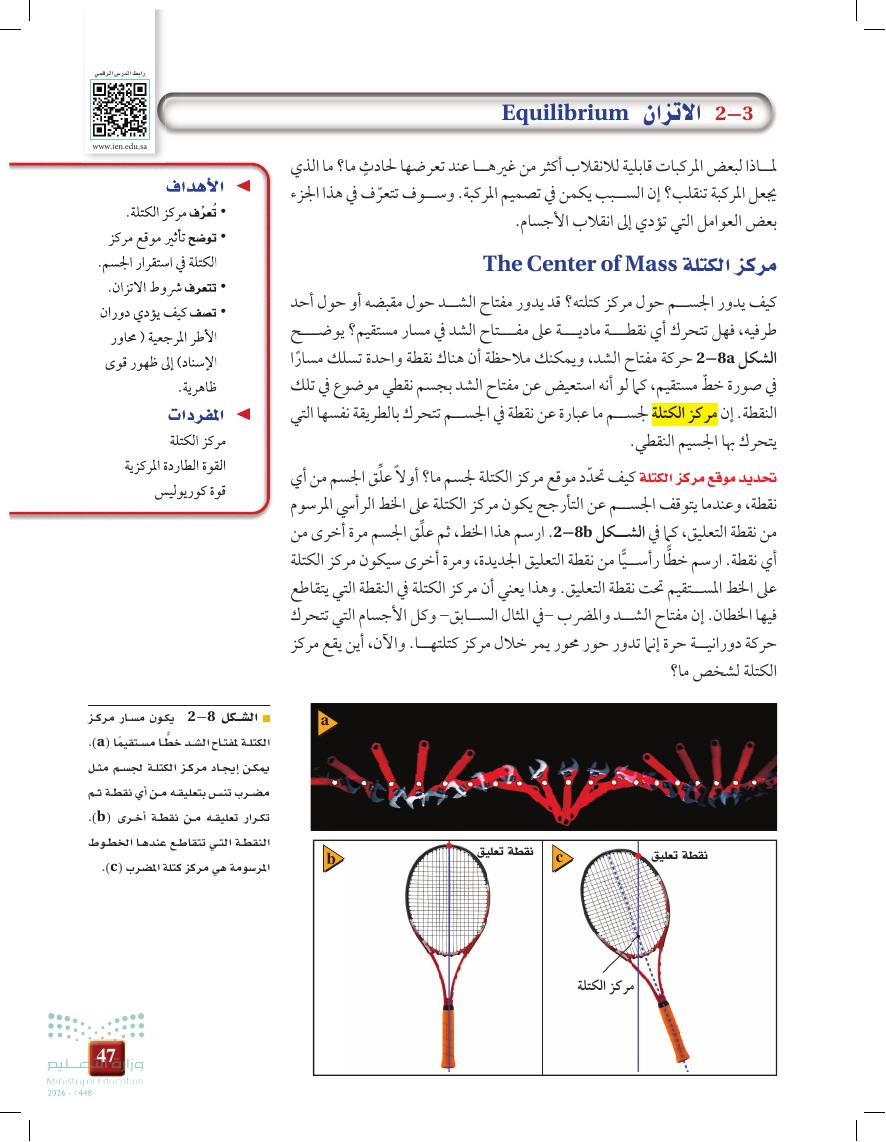 رابط الدرس الرقمي
www.ien.edu.sa
2–3 الاتزان Equilibrium
لماذا لبعض المركبات قابلية للانقلاب أكثر من غيرها عند تعرضها لحادثٍ ما؟ ما الذي
يجعل المركبة تنقلب؟ إن السبب يكمن في تصميم المركبة. وسوف تتعرّف في هذا الجزء
بعض العوامل التي تؤدي إلى انقلاب الأجسام.
مركز الكتلة The Center of Mass
كيف يدور الجسم حول مركز كتلته؟ قد يدور مفتاح الشد حول مقبضه أو حول أحد
طرفيه، فهل تتحرك أي نقطة مادية على مفتاح الشد في مسار مستقيم؟ يوضح
الشكل 2–8a حركة مفتاح الشد، ويمكنك ملاحظة أن هناك نقطة واحدة تسلك مسارًا
في صورة خطّ مستقيم، كما لو أنه استعيض عن مفتاح الشد بجسم نقطي موضوع في تلك
النقطة. إن مركز الكتلة لجسم ما عبارة عن نقطة في الجسم تتحرك بالطريقة نفسها التي
يتحرك بها الجسيم النقطي.
تحديد موقع مركز الكتلة كيف تحدّد موقع مركز الكتلة لجسم ما؟ أولاً علِّق الجسم من أي
نقطة، وعندما يتوقف الجسم عن التأرجح يكون مركز الكتلة على الخط الرأسي المرسوم
من نقطة التعليق، كما في الشكل 2–8b. ارسم هذا الخط، ثم علِّق الجسم مرة أخرى من
أي نقطة. ارسم خطًّا رأسيًّا من نقطة التعليق الجديدة، ومرة أخرى سيكون مركز الكتلة
على الخط المستقيم تحت نقطة التعليق. وهذا يعني أن مركز الكتلة في النقطة التي يتقاطع
فيها الخطان. إن مفتاح الشد والمضرب –في المثال السابق– وكل الأجسام التي تتحرك
حركة دورانية حرة إنما تدور حور محور يمر خلال مركز كتلتها. والآن، أين يقع مركز
الكتلة لشخص ما؟
الأهداف
• تُعرّف مركز الكتلة.
• توضح تأثير موقع مركز
الكتلة في استقرار الجسم.
• تتعرف شروط الاتزان.
• تصف كيف يؤدي دوران
الأطر المرجعية ( محاور
الإسناد) إلى ظهور قوى
ظاهرية.
المفردات
مركز الكتلة
القوة الطاردة المركزية
قوة كوريوليس
الشكل 8–2 يكون مسار مركز
الكتلة لمفتاح الشد خطًّا مستقيمًا (a).
يمكن إيجاد مركز الكتلة لجسم مثل
مضرب تنس بتعليقه من أي نقطة ثم
تكرار تعليقه من نقطة أخرى (b).
النقطة التي تتقاطع عندها الخطوط
المرسومة هي مركز كتلة المضرب (c).
a
b
نقطة تعليق
c
نقطة تعليق
مركز الكتلة
وزارة التعليم
47
Ministry of Education
2026 - 1448